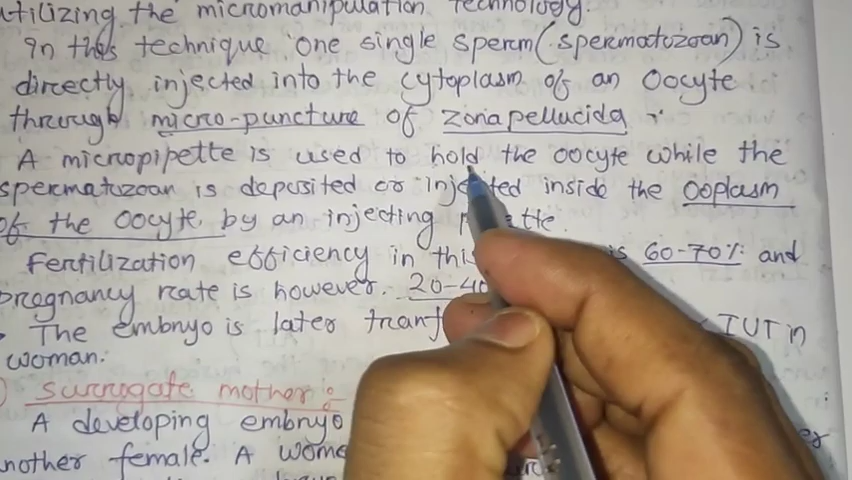 utilizing the micromanipulation technology.
In this technique one single sperm (spermatozoan) is
directly injected into the cytoplasm of an Oocyte
through micro-puncture of zona pellucida
A micropipette is used to hold the oocyte while the
spermatozoan is deposited or injected inside the ooplasm
of the oocyte by an injecting
Fertilization efficiency in this is 60-70% and
pregnancy rate is however. 20-40
The embryo is later
woman.
surrogate mother
A developing embryo
nother female. A